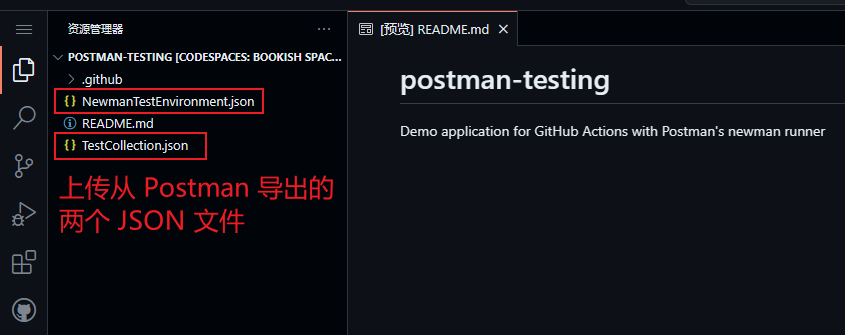 资源管理器
···
POSTMAN-TESTING [CODESPACES: BOOKISH SPAC...
.github
{} NewmanTestEnvironment.json
README.md
{} TestCollection.json
上传从 Postman 导出的
两个 JSON 文件
[预览] README.md
postman-testing
Demo application for GitHub Actions with Postman's newman runner